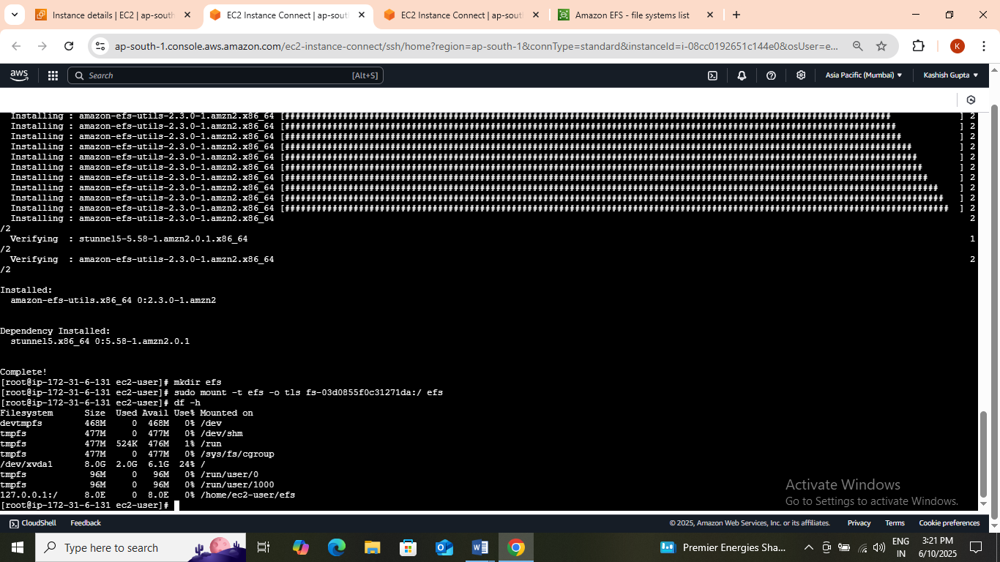 Instance details | EC2 | ap-south
EC2 Instance Connect | ap-sout
EC2 Instance Connect | ap-sout
Amazon EFS - file systems list
ap-south-1.console.aws.amazon.com/ec2-instance-connect/ssh/home?region=ap-south-1&connType=standard&instanceId=i-08cc0192651c144e0&osUser=e...
K
aws
Search
[Alt+S]
Asia Pacific (Mumbai)
Kashish Gupta
Installing : amazon-efs-utils-2.3.0-1.amzn2.x86_64 [################################################################################################################### ] 2
Installing : amazon-efs-utils-2.3.0-1.amzn2.x86_64 [#################################################################################################################### ] 2
Installing : amazon-efs-utils-2.3.0-1.amzn2.x86_64 [##################################################################################################################### ] 2
Installing : amazon-efs-utils-2.3.0-1.amzn2.x86_64 [####################################################################################################################### ] 2
Installing : amazon-efs-utils-2.3.0-1.amzn2.x86_64 [######################################################################################################################## ] 2
Installing : amazon-efs-utils-2.3.0-1.amzn2.x86_64 [######################################################################################################################### ] 2
Installing : amazon-efs-utils-2.3.0-1.amzn2.x86_64 [########################################################################################################################## ] 2
Installing : amazon-efs-utils-2.3.0-1.amzn2.x86_64 [############################################################################################################################ ] 2
Installing : amazon-efs-utils-2.3.0-1.amzn2.x86_64 [############################################################################################################################# ] 2
Installing : amazon-efs-utils-2.3.0-1.amzn2.x86_64 [############################################################################################################################## ] 2
Installing : amazon-efs-utils-2.3.0-1.amzn2.x86_64 2
/2
Verifying : stunnel5-5.58-1.amzn2.0.1.x86_64 1
/2
Verifying : amazon-efs-utils-2.3.0-1.amzn2.x86_64 2
/2
Installed:
amazon-efs-utils.x86_64 0:2.3.0-1.amzn2
Dependency Installed:
stunnel5.x86_64 0:5.58-1.amzn2.0.1
Complete!
[root@ip-172-31-6-131 ec2-user]# mkdir efs
[root@ip-172-31-6-131 ec2-user]# sudo mount -t efs -o tls fs-03d0855f0c31271da:/ efs
[root@ip-172-31-6-131 ec2-user]# df -h
Filesystem Size Used Avail Use% Mounted on
devtmpfs 468M 0 468M 0% /dev
tmpfs 477M 0 477M 0% /dev/shm
tmpfs 477M 524K 476M 1% /run
tmpfs 477M 0 477M 0% /sys/fs/cgroup
/dev/xvda1 8.0G 2.0G 6.1G 24% /
tmpfs 96M 0 96M 0% /run/user/0
tmpfs 96M 0 96M 0% /run/user/1000
127.0.0.1:/ 8.0E 0 8.0E 0% /home/ec2-user/efs
[root@ip-172-31-6-131 ec2-user]#
Activate Windows
Go to Settings to activate Windows.
CloudShell
Feedback
© 2025, Amazon Web Services, Inc. or its affiliates.
Privacy
Terms
Cookie preferences
Type here to search
Premier Energies Sha...
ENG
IN
3:21 PM
6/10/2025